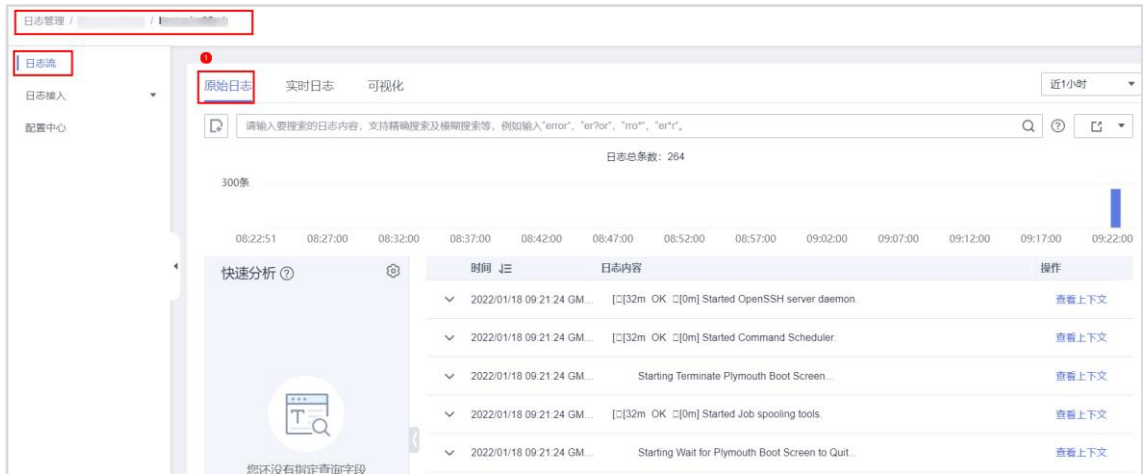 日志管理 / /
日志流
日志接入
配置中心
1
原始日志 实时日志 可视化 近1小时
请输入要搜索的日志内容，支持精确搜索及模糊搜索等，例如输入"error"，"er?or"，"rro*"，"er*r"。
日志总条数：264
300条
08:22:51 08:27:00 08:32:00 08:37:00 08:42:00 08:47:00 08:52:00 08:57:00 09:02:00 09:07:00 09:12:00 09:17:00 09:22:00
快速分析
时间 日志内容 操作
2022/01/18 09:21:24 GM... [□[32m OK □[0m] Started OpenSSH server daemon. 查看上下文
2022/01/18 09:21:24 GM... [□[32m OK □[0m] Started Command Scheduler. 查看上下文
2022/01/18 09:21:24 GM... Starting Terminate Plymouth Boot Screen... 查看上下文
2022/01/18 09:21:24 GM... [□[32m OK □[0m] Started Job spooling tools. 查看上下文
2022/01/18 09:21:24 GM... Starting Wait for Plymouth Boot Screen to Quit... 查看上下文
您还没有指定查询字段